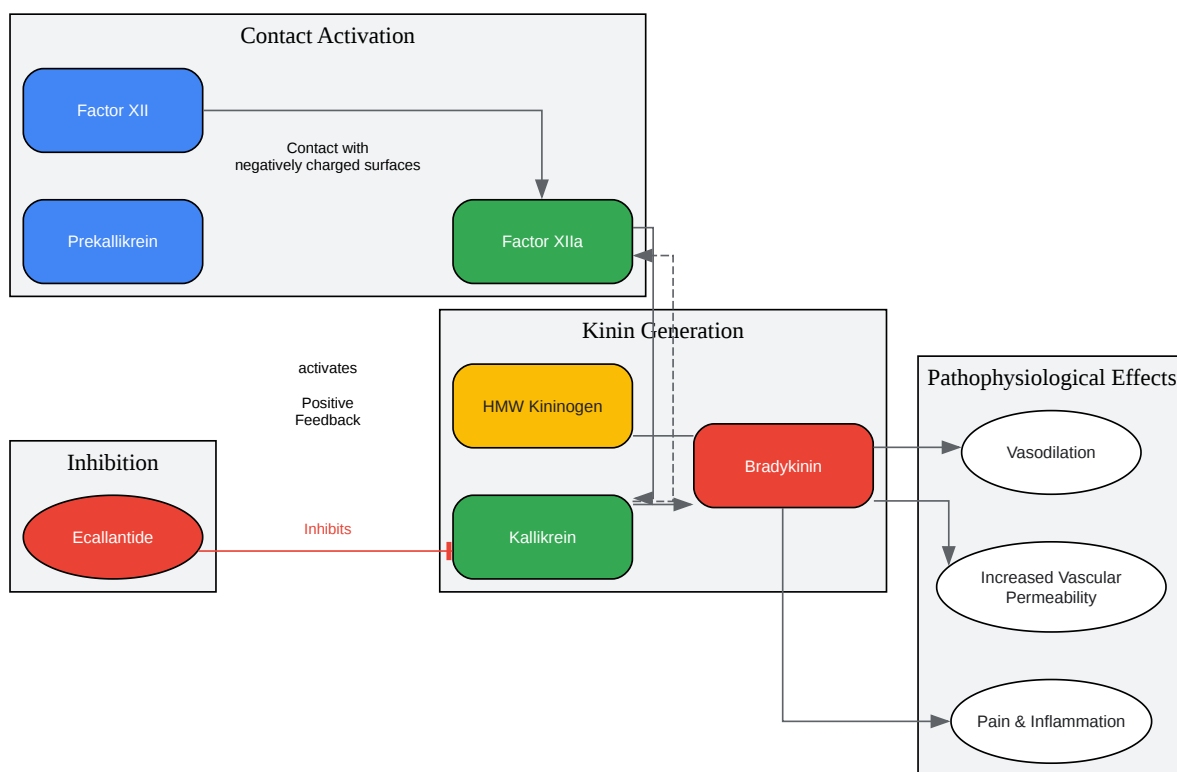 Contact Activation
Factor XII
Contact with
negatively charged surfaces
Prekallikrein
Factor XIIa
Kinin Generation
activates
Positive
Feedback
HMW Kininogen
Bradykinin
Kallikrein
Inhibition
Ecallantide
Inhibits
Pathophysiological Effects
Vasodilation
Increased Vascular
Permeability
Pain & Inflammation